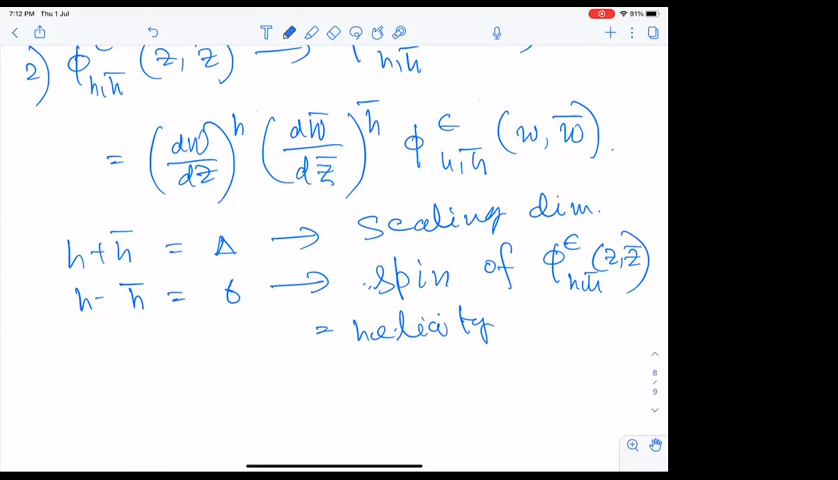 7:12 PM Thu 1 Jul
91%
2) ϕ_{h,h̄} (z, z̄) ⟶
= (dw/dz)^h (dw̄/dz̄)^h̄ ϕ^ϵ_{h,h̄} (w, w̄).
h + h̄ = Δ ⟶ scaling dim.
h - h̄ = σ ⟶ spin of ϕ^ϵ_{h,h̄} (z, z̄)
= helicity
8
/
9